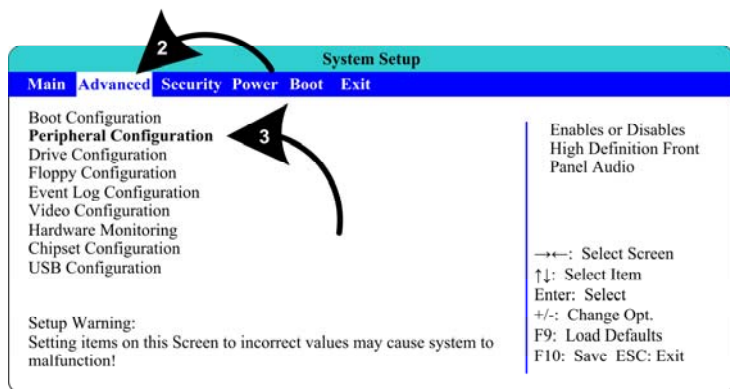 2
System Setup
Main Advanced Security Power Boot Exit
Boot Configuration
Peripheral Configuration
3
Drive Configuration
Floppy Configuration
Event Log Configuration
Video Configuration
Hardware Monitoring
Chipset Configuration
USB Configuration
Setup Warning:
Setting items on this Screen to incorrect values may cause system to
malfunction!
Enables or Disables
High Definition Front
Panel Audio
→←: Select Screen
↑↓: Select Item
Enter: Select
+/-: Change Opt.
F9: Load Defaults
F10: Save ESC: Exit